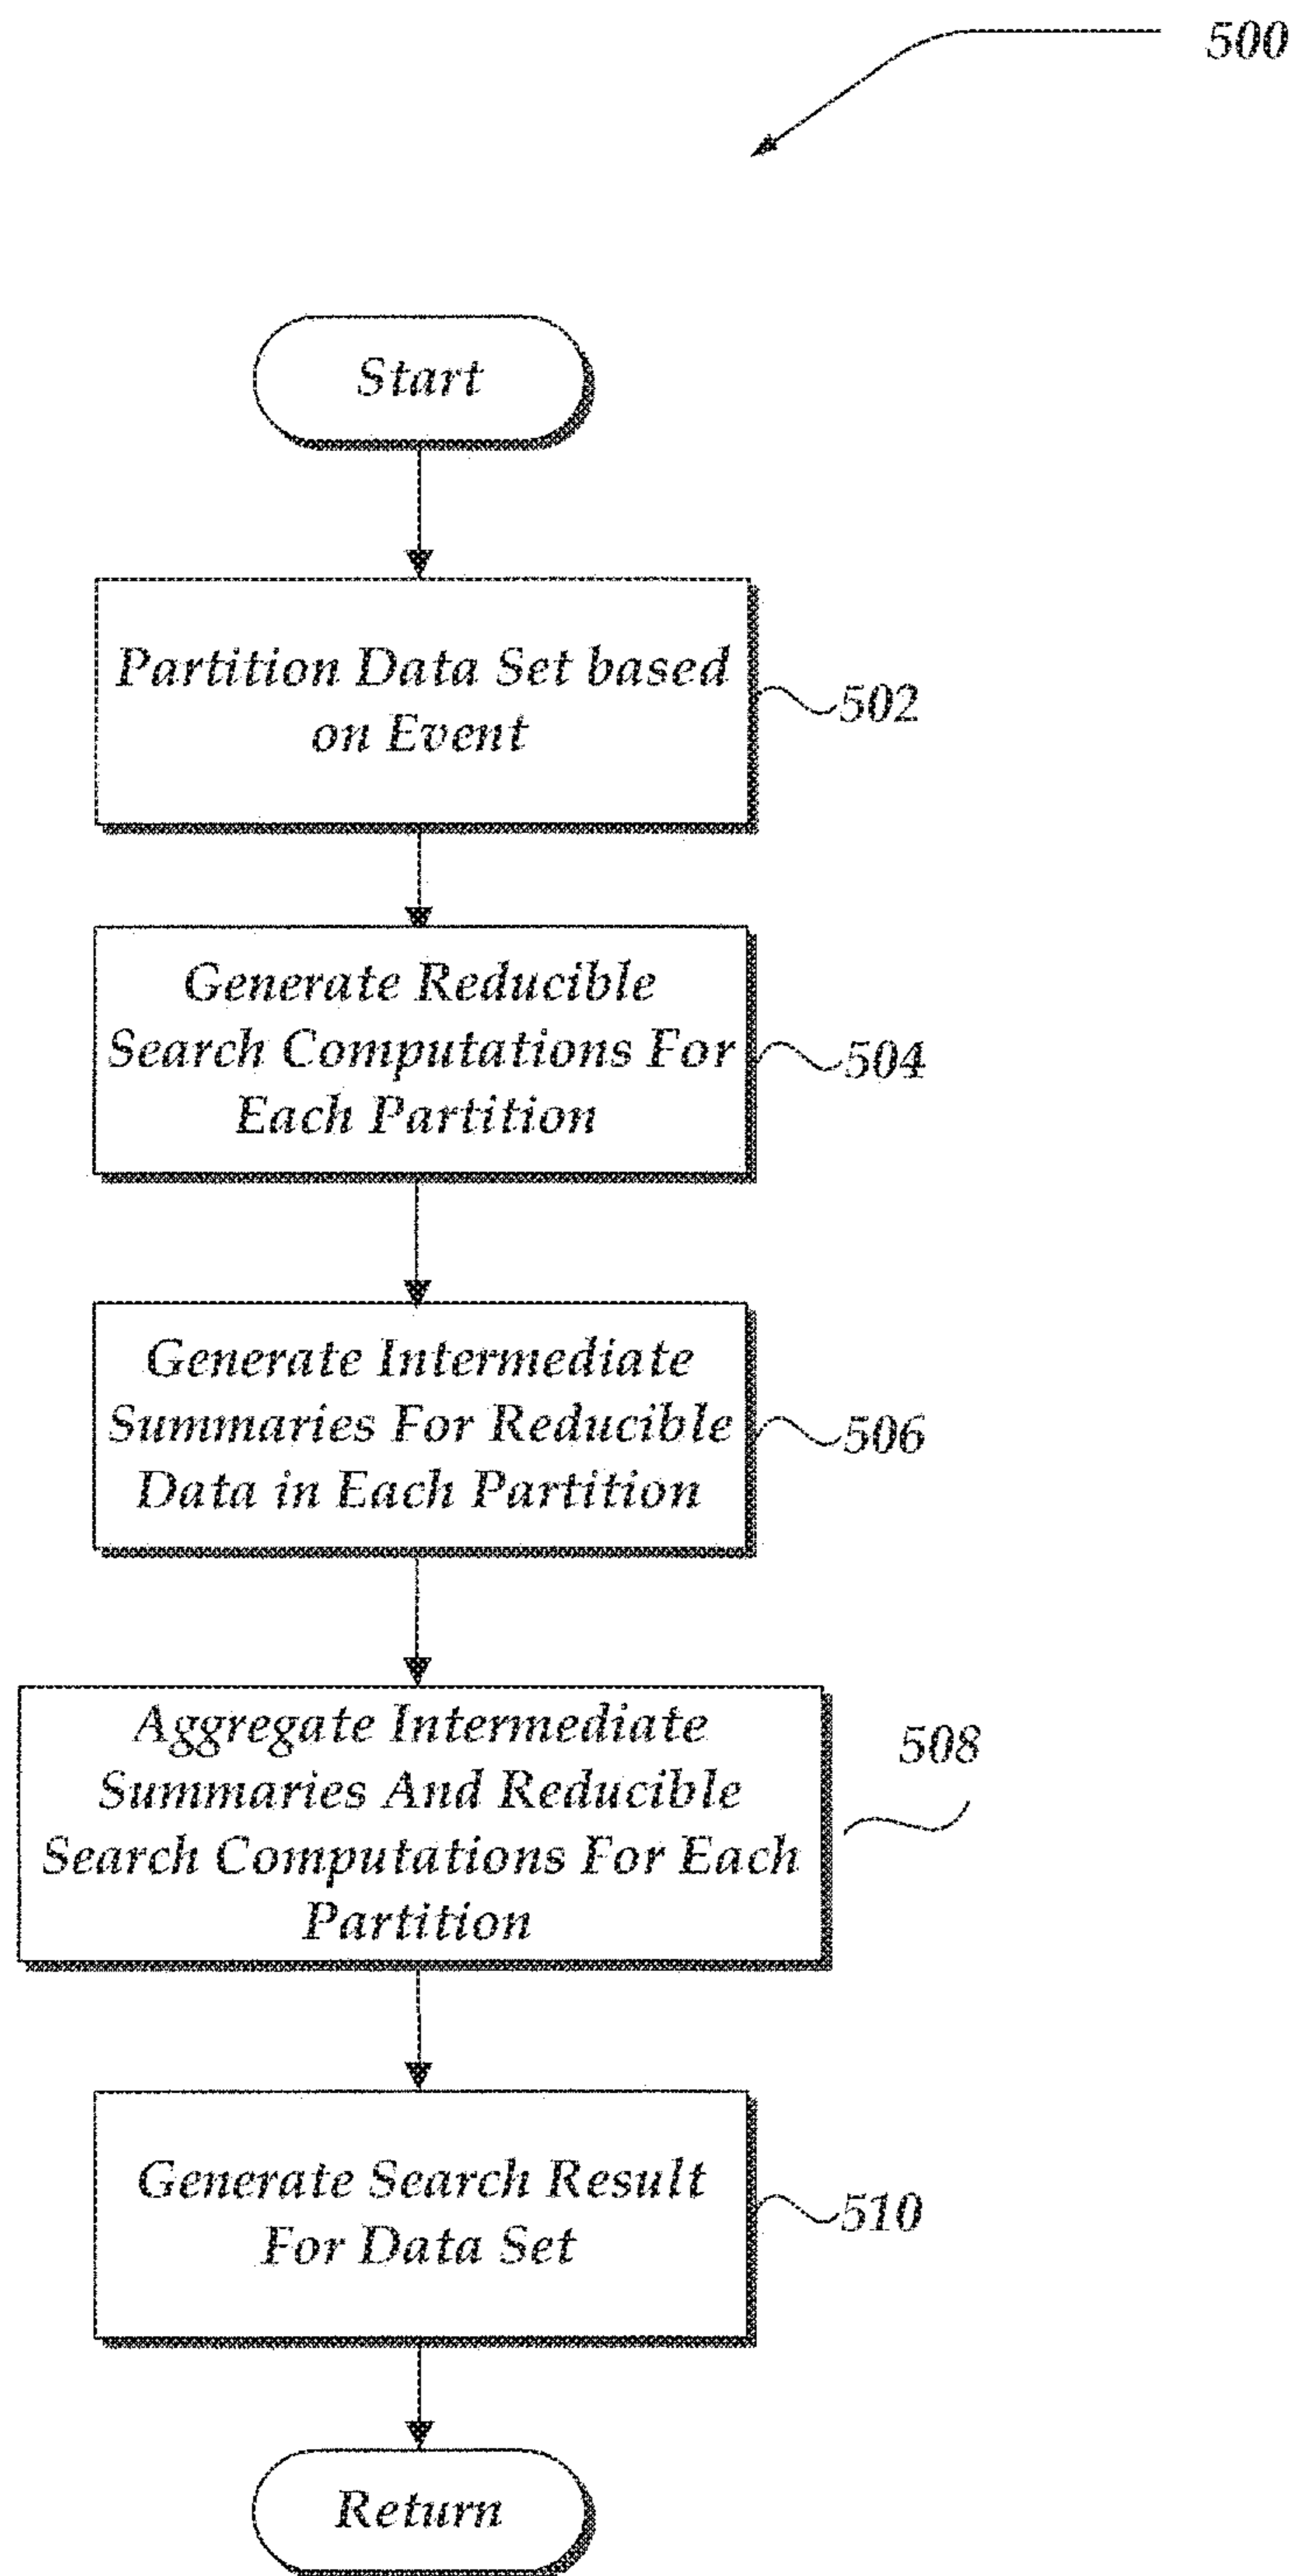 500
Start
Partition Data Set based
on Event
502
Generate Reducible
Search Computations For
Each Partition
504
Generate Intermediate
Summaries For Reducible
Data in Each Partition
506
Aggregate Intermediate
Summaries And Reducible
Search Computations For Each
Partition
508
Generate Search Result
For Data Set
510
Return